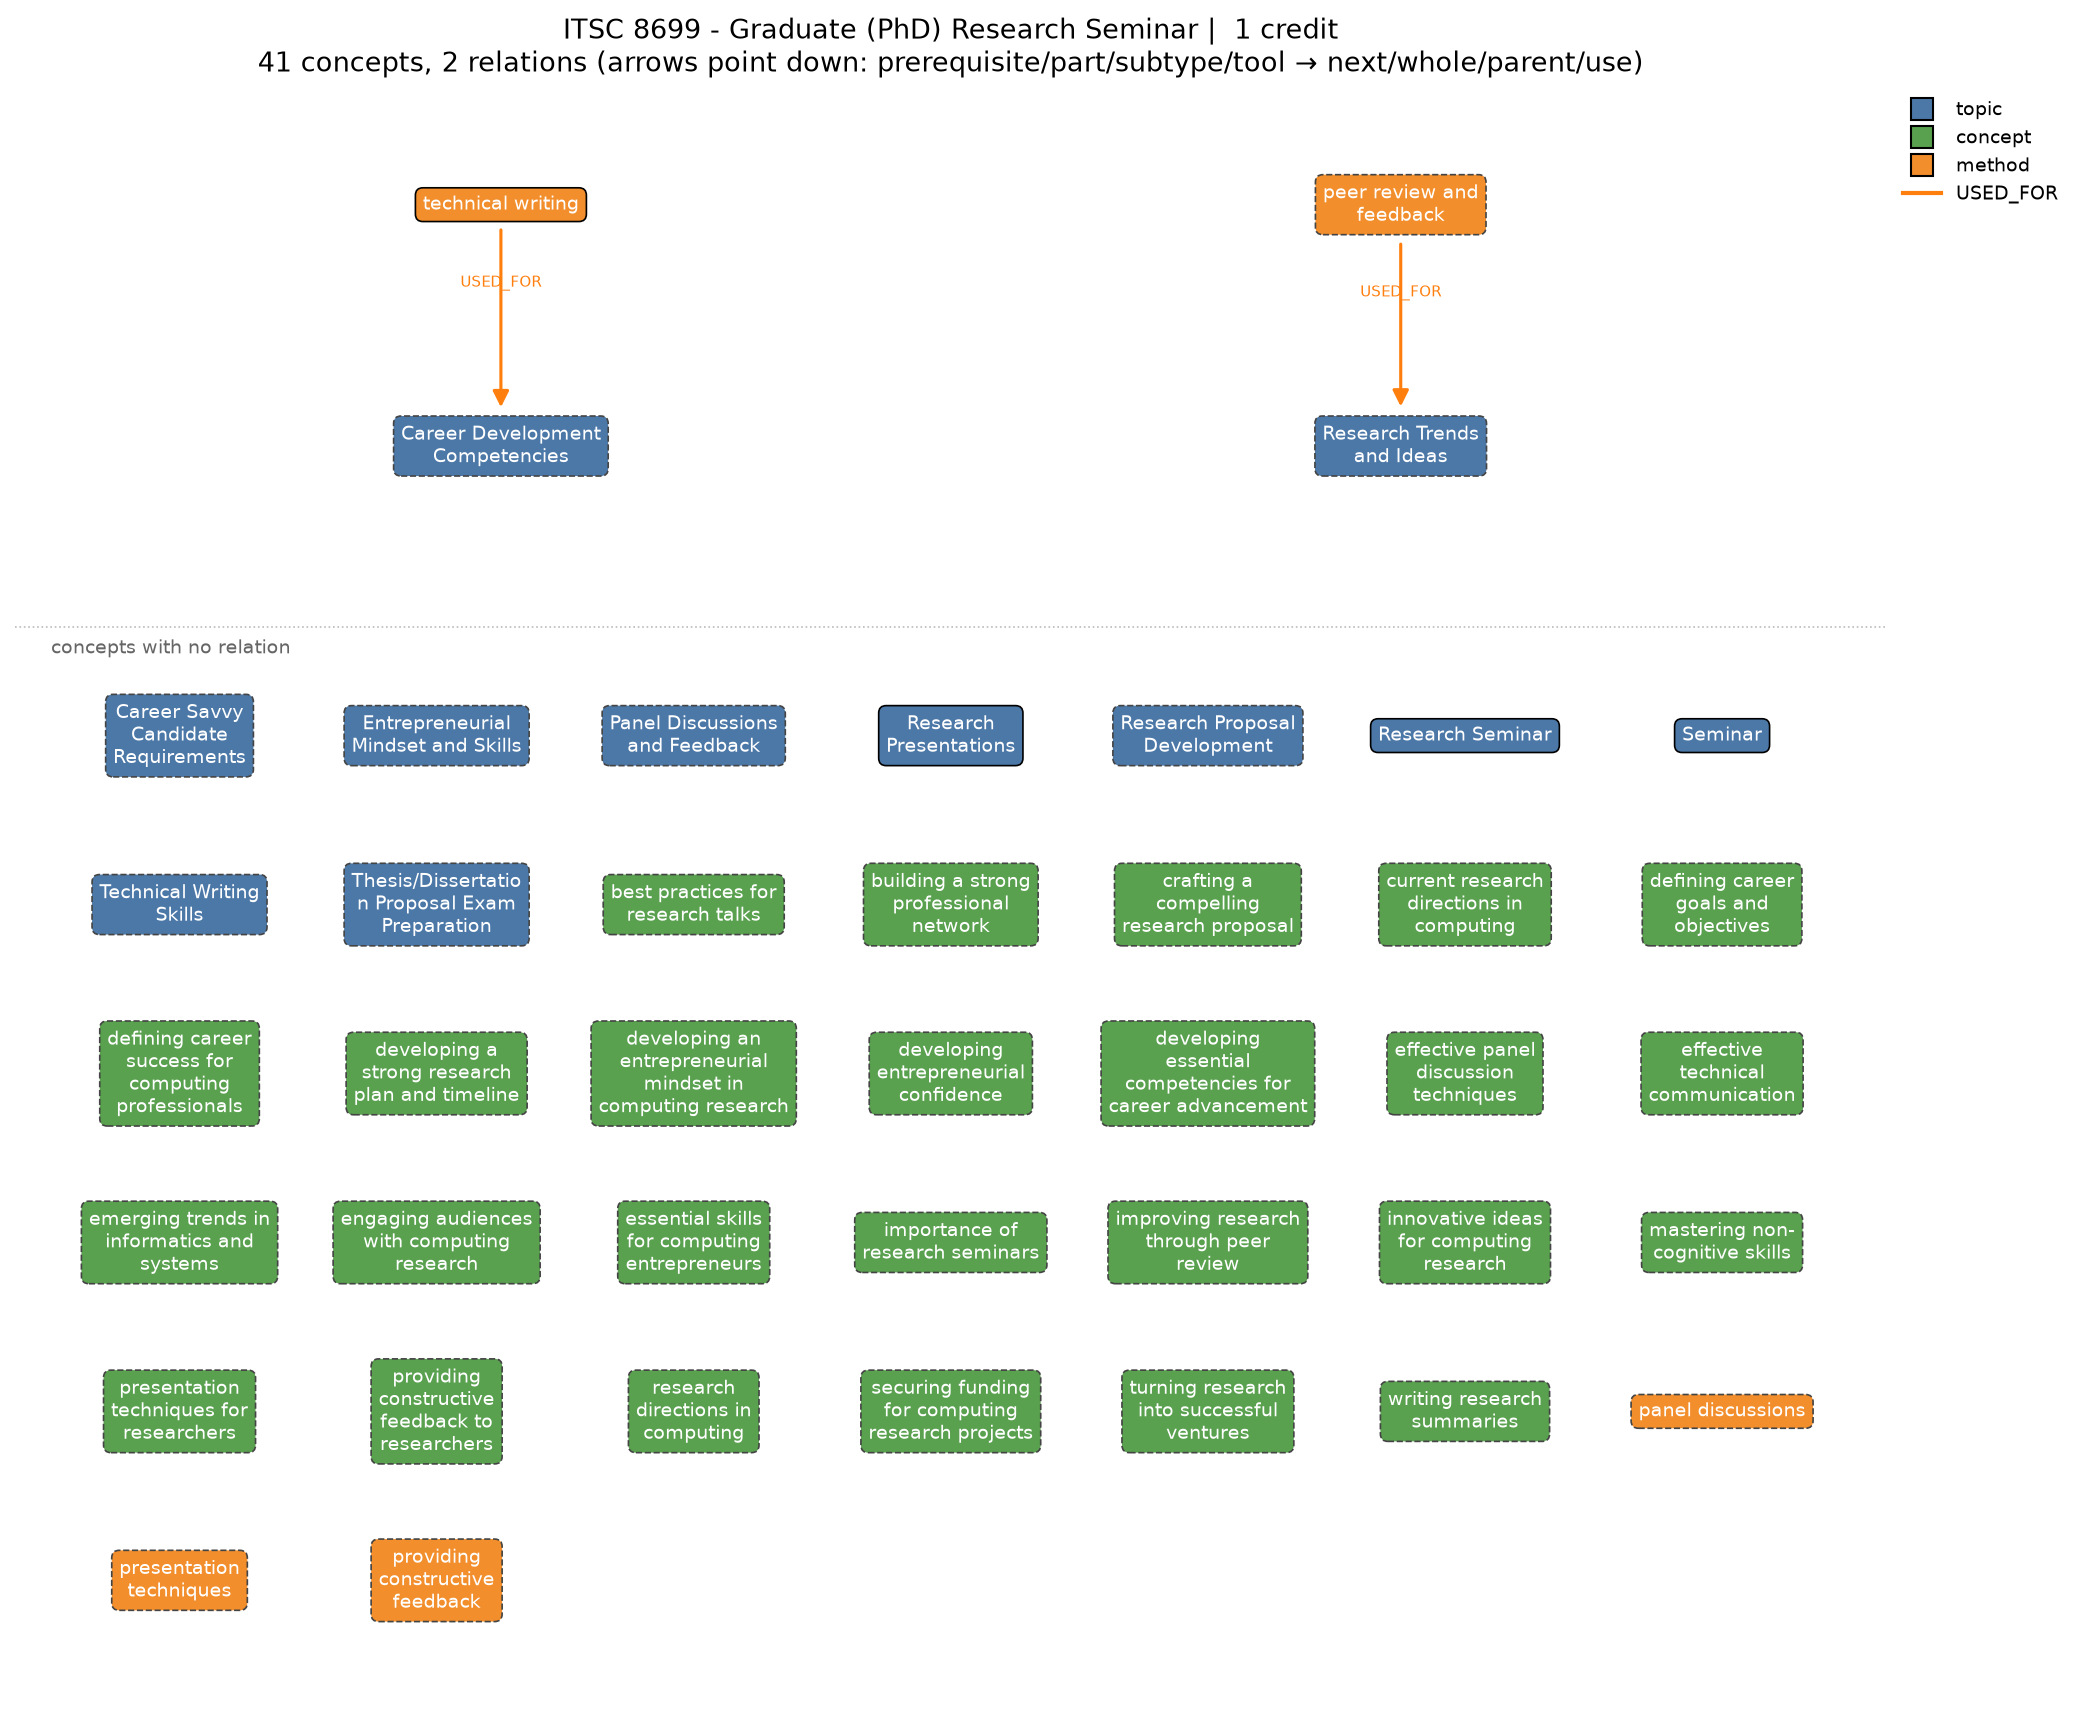 ITSC 8699 - Graduate (PhD) Research Seminar |  1 credit
41 concepts, 2 relations (arrows point down: prerequisite/part/subtype/tool → next/whole/parent/use)
topic
concept
method
USED_FOR
technical writing
peer review and
feedback
USED_FOR
USED_FOR
Career Development
Competencies
Research Trends
and Ideas
concepts with no relation
Career Savvy
Candidate
Requirements
Entrepreneurial
Mindset and Skills
Panel Discussions
and Feedback
Research
Presentations
Research Proposal
Development
Research Seminar
Seminar
Technical Writing
Skills
Thesis/Dissertatio
n Proposal Exam
Preparation
best practices for
research talks
building a strong
professional
network
crafting a
compelling
research proposal
current research
directions in
computing
defining career
goals and
objectives
defining career
success for
computing
professionals
developing a
strong research
plan and timeline
developing an
entrepreneurial
mindset in
computing research
developing
entrepreneurial
confidence
developing
essential
competencies for
career advancement
effective panel
discussion
techniques
effective
technical
communication
emerging trends in
informatics and
systems
engaging audiences
with computing
research
essential skills
for computing
entrepreneurs
importance of
research seminars
improving research
through peer
review
innovative ideas
for computing
research
mastering non-
cognitive skills
presentation
techniques for
researchers
providing
constructive
feedback to
researchers
research
directions in
computing
securing funding
for computing
research projects
turning research
into successful
ventures
writing research
summaries
panel discussions
presentation
techniques
providing
constructive
feedback